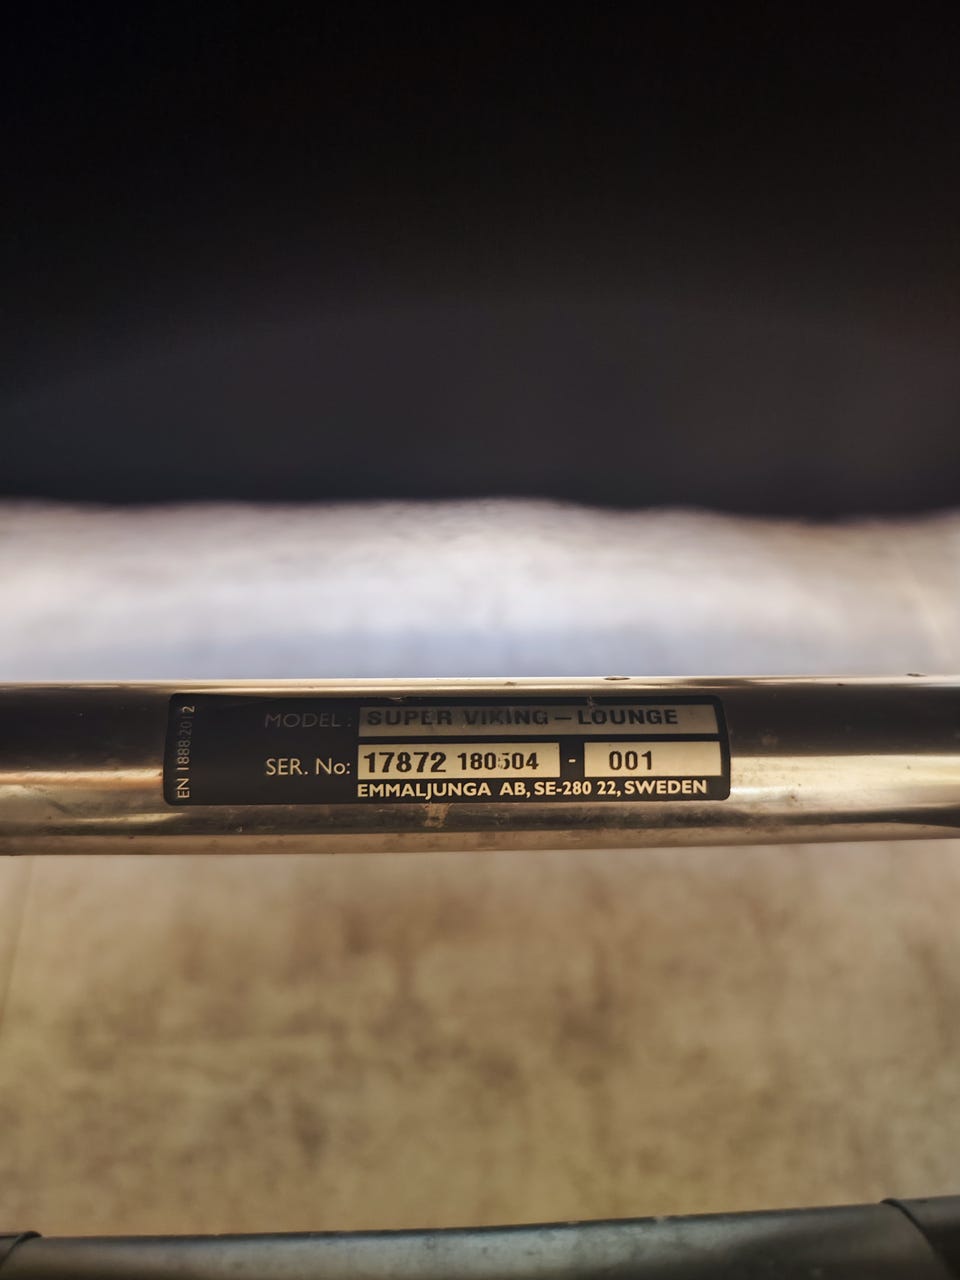 EN 1888:2012
MODEL: SUPER VIKING – LOUNGE
SER. No: 17872 180504 - 001
EMMALJUNGA AB, SE-280 22, SWEDEN